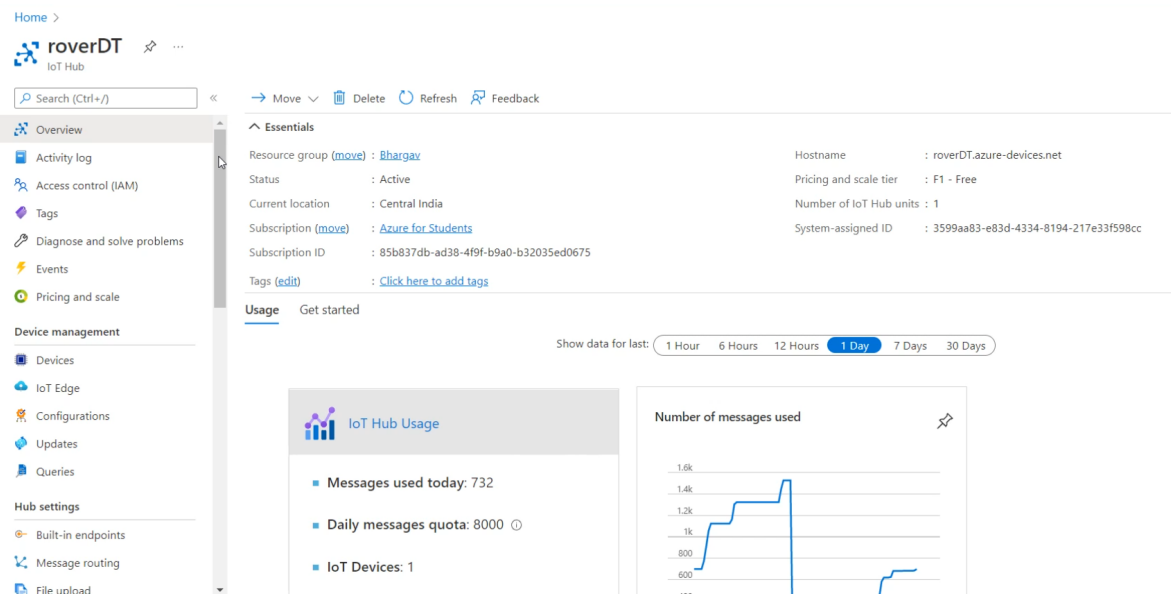 Home
roverDT
IoT Hub
Search (Ctrl+/)
Overview
Activity log
Access control (IAM)
Tags
Diagnose and solve problems
Events
Pricing and scale
Device management
Devices
IoT Edge
Configurations
Updates
Queries
Hub settings
Built-in endpoints
Message routing
File upload
Move
Delete
Refresh
Feedback
Essentials
Resource group (move) : Bhargav
Status : Active
Current location : Central India
Subscription (move) : Azure for Students
Subscription ID : 85b837db-ad38-4f9f-b9a0-b32035ed0675
Tags (edit) : Click here to add tags
Hostname : roverDT.azure-devices.net
Pricing and scale tier : F1 - Free
Number of IoT Hub units : 1
System-assigned ID : 3599aa83-e83d-4334-8194-217e33f598cc
Usage Get started
Show data for last: 1 Hour 6 Hours 12 Hours 1 Day 7 Days 30 Days
IoT Hub Usage
Messages used today: 732
Daily messages quota: 8000
IoT Devices: 1
Number of messages used
1.6k
1.4k
1.2k
1k
800
600